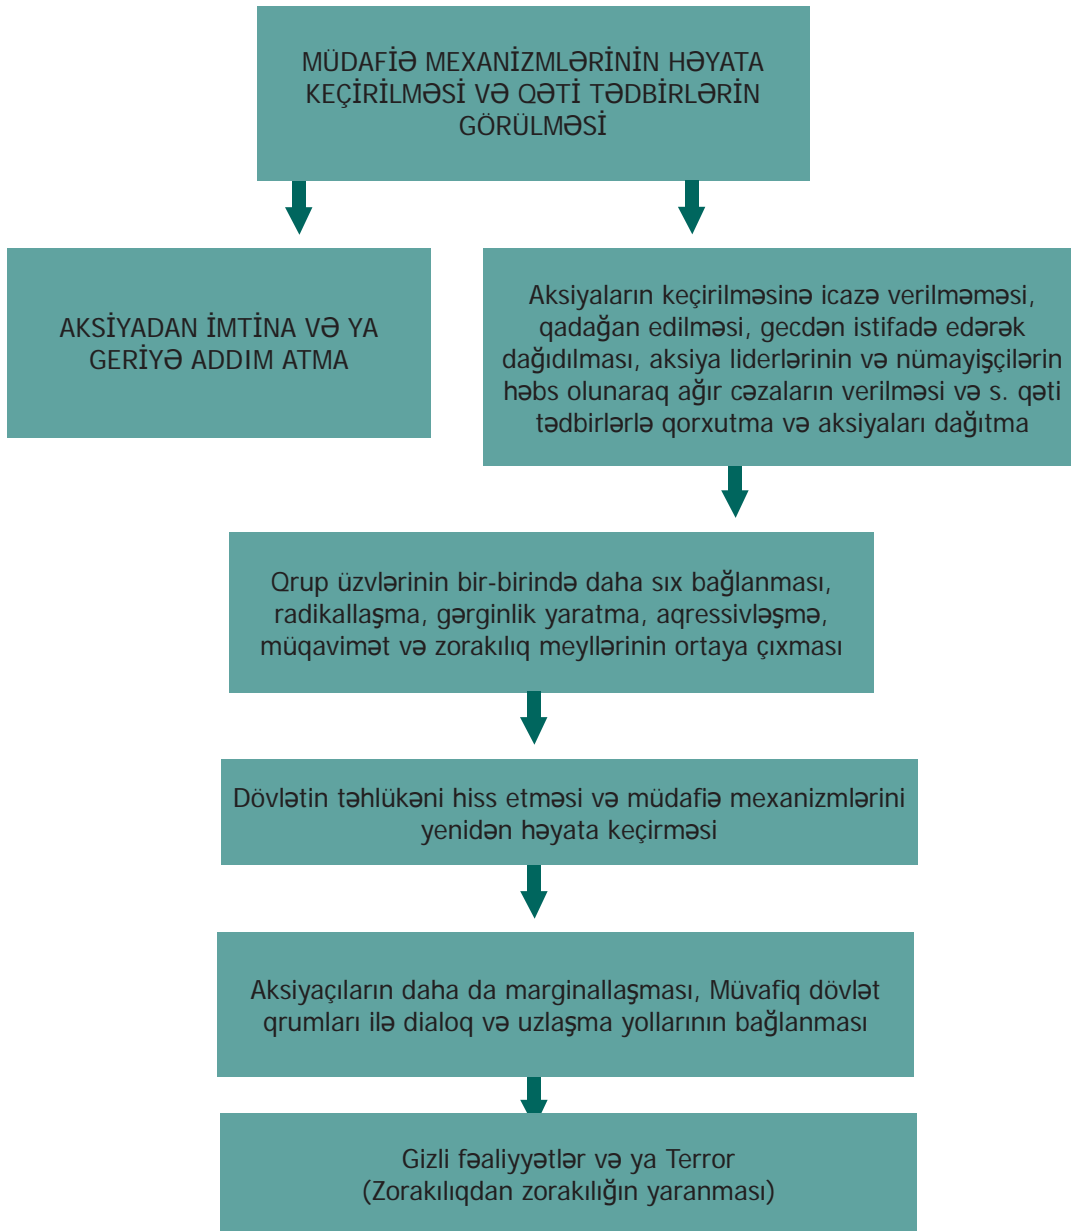 MÜDAFİƏ MEXANİZMLƏRİNİN HƏYATA
KEÇİRİLMƏSİ VƏ QƏTİ TƏDBİRLƏRİN
GÖRÜLMƏSİ
AKSİYADAN İMTİNA VƏ YA
GERİYƏ ADDIM ATMA
Aksiyaların keçirilməsinə icazə verilməməsi,
qadağan edilməsi, gecdən istifadə edərək
dağıdılması, aksiya liderlərinin və nümayişçilərin
həbs olunaraq ağır cəzaların verilməsi və s. qəti
tədbirlərlə qorxutma və aksiyaları dağıtma
Qrup üzvlərinin bir-birində daha sıx bağlanması,
radikallaşma, gərginlik yaratma, aqressivləşmə,
müqavimət və zorakılıq meyllərinin ortaya çıxması
Dövlətin təhlükəni hiss etməsi və müdafiə mexanizmlərini
yenidən həyata keçirməsi
Aksiyaçıların daha da marginallaşması, Müvafiq dövlət
qrumları ilə dialoq və uzlaşma yollarının bağlanması
Gizli fəaliyyətlər və ya Terror
(Zorakılıqdan zorakılığın yaranması)